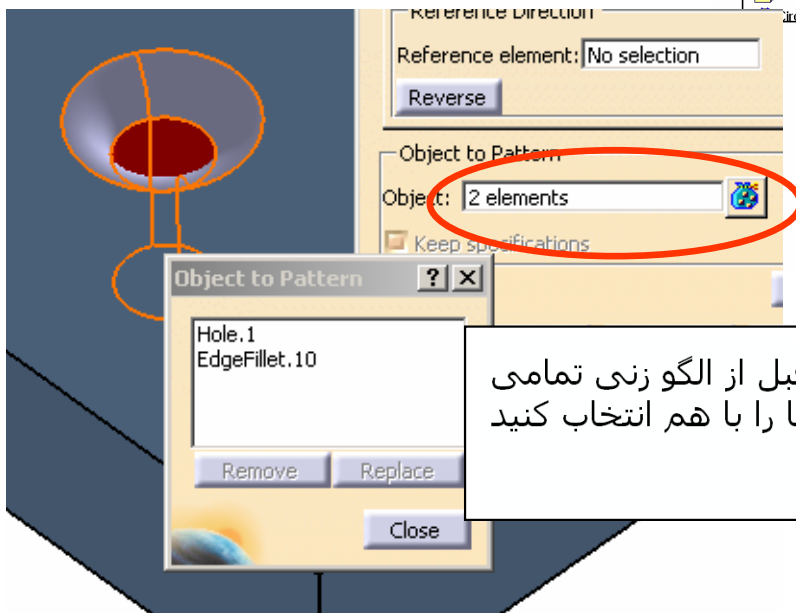 Reference Direction
Reference element: No selection
Reverse
Object to Pattern
Object: 2 elements
Keep specifications
Object to Pattern
Hole.1
EdgeFillet.10
Remove Replace
Close
از الگو زنی تمامی
را با هم انتخاب کنید